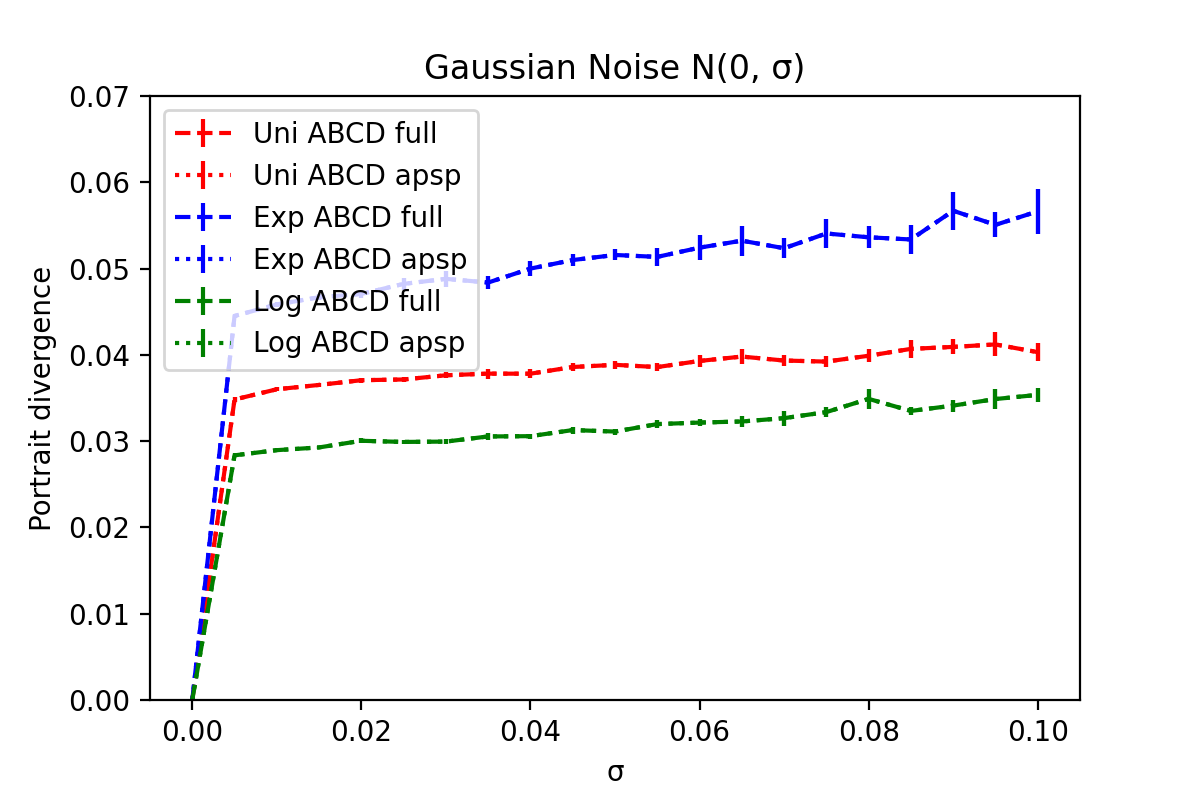 Gaussian Noise N(0, σ)
0.07
0.06
0.05
0.04
0.03
0.02
0.01
0.00
Portrait divergence
Uni ABCD full
Uni ABCD apsp
Exp ABCD full
Exp ABCD apsp
Log ABCD full
Log ABCD apsp
0.00 0.02 0.04 0.06 0.08 0.10
σ